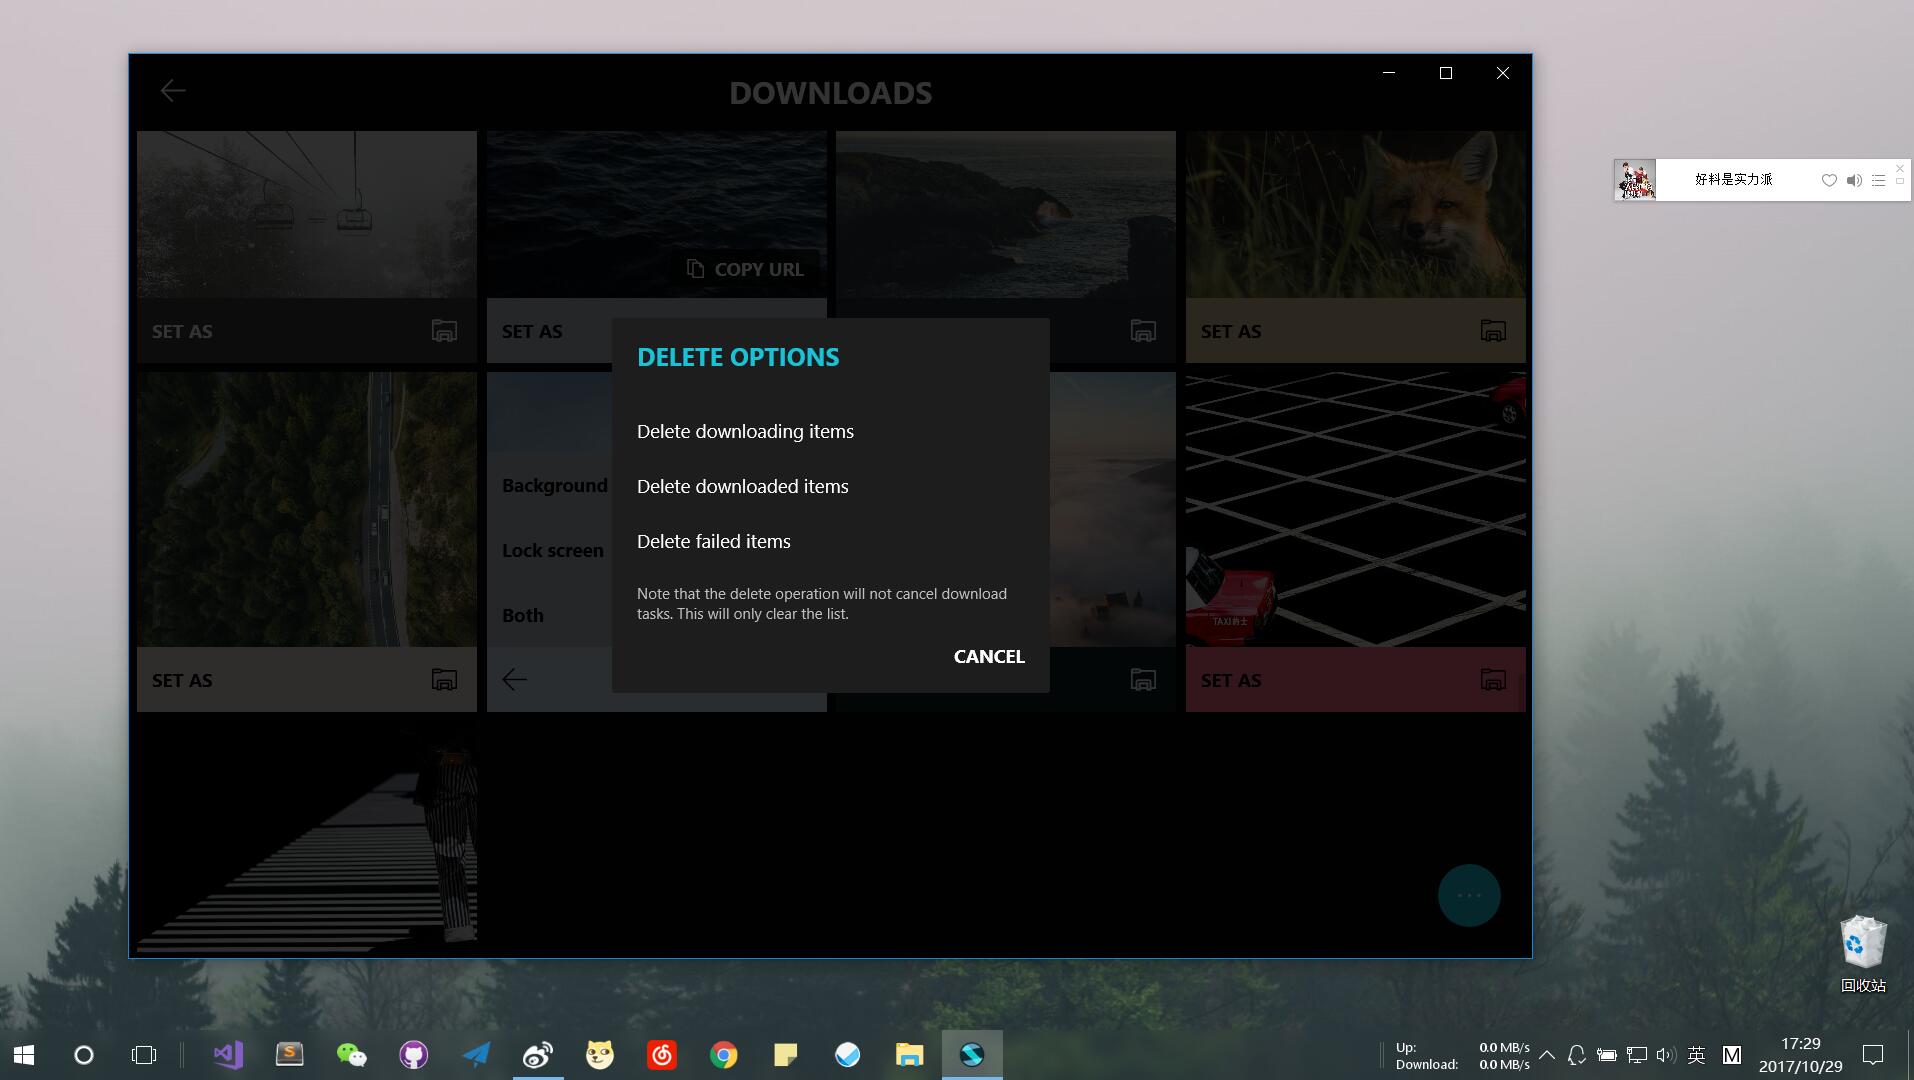 DOWNLOADS
好料是实力派
COPY URL
SET AS
SET AS
SET AS
DELETE OPTIONS
Delete downloading items
Delete downloaded items
Delete failed items
Note that the delete operation will not cancel download
tasks. This will only clear the list.
CANCEL
Background
Lock screen
Both
TAXI 的士
SET AS
SET AS
回收站
Up: 0.0 MB/s
Download: 0.0 MB/s
英
M
17:29
2017/10/29